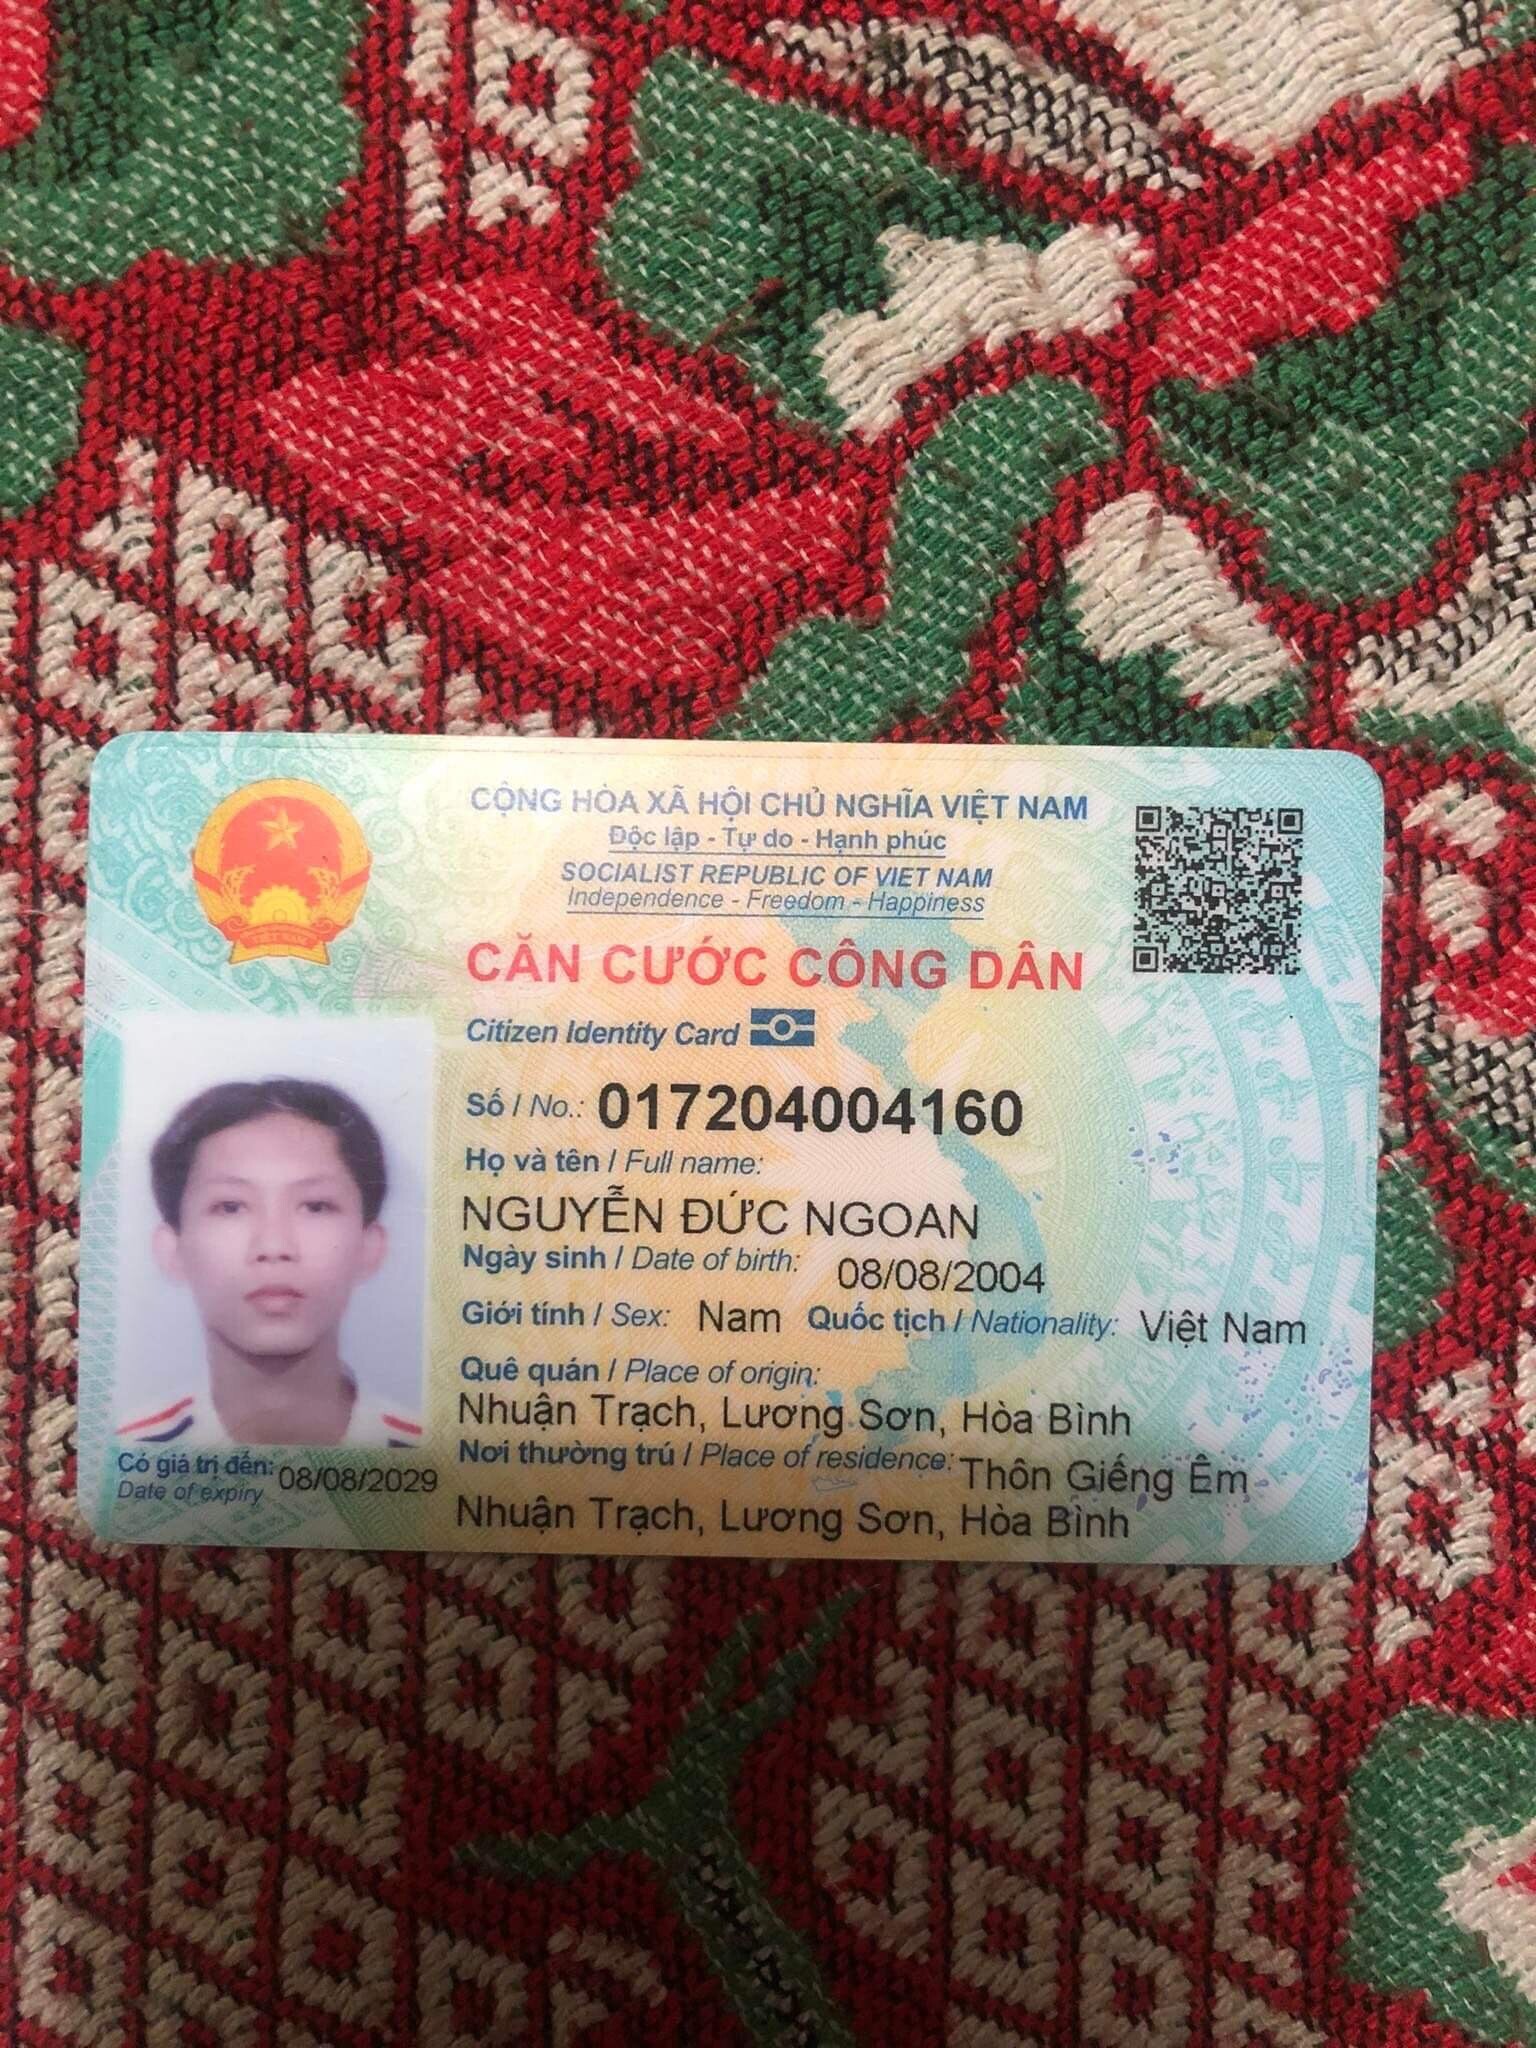 CỘNG HÒA XÃ HỘI CHỦ NGHĨA VIỆT NAM
Độc lập - Tự do - Hạnh phúc
SOCIALIST REPUBLIC OF VIET NAM
Independence - Freedom - Happiness
CĂN CƯỚC CÔNG DÂN
Citizen Identity Card
Số / No.: 017204004160
Họ và tên / Full name:
NGUYỄN ĐỨC NGOAN
Ngày sinh / Date of birth: 08/08/2004
Giới tính / Sex: Nam Quốc tịch / Nationality: Việt Nam
Quê quán / Place of origin:
Nhuận Trạch, Lương Sơn, Hòa Bình
Nơi thường trú / Place of residence: Thôn Giếng Êm
Nhuận Trạch, Lương Sơn, Hòa Bình
Có giá trị đến: 08/08/2029
Date of expiry